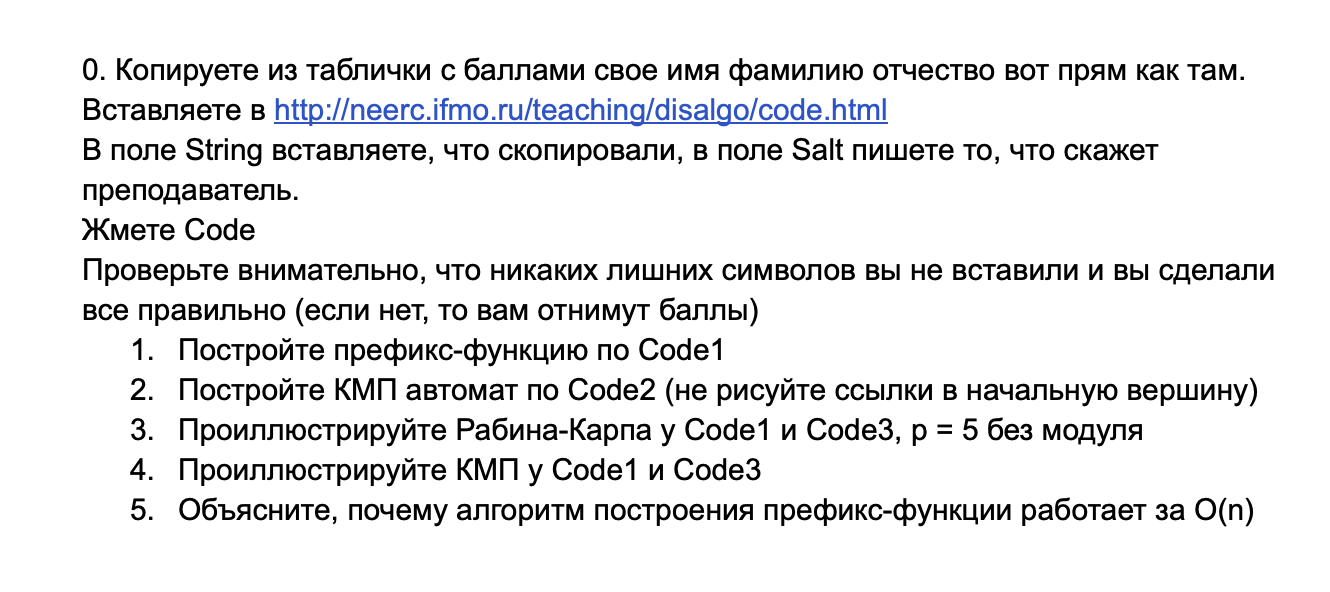 0. Копируете из таблички с баллами свое имя фамилию отчество вот прям как там.
Вставляете в http://neerc.ifmo.ru/teaching/disalgo/code.html
В поле String вставляете, что скопировали, в поле Salt пишете то, что скажет
преподаватель.
Жмете Code
Проверьте внимательно, что никаких лишних символов вы не вставили и вы сделали
все правильно (если нет, то вам отнимут баллы)
1. Постройте префикс-функцию по Code1
2. Постройте КМП автомат по Code2 (не рисуйте ссылки в начальную вершину)
3. Проиллюстрируйте Рабина-Карпа у Code1 и Code3, p = 5 без модуля
4. Проиллюстрируйте КМП у Code1 и Code3
5. Объясните, почему алгоритм построения префикс-функции работает за O(n)